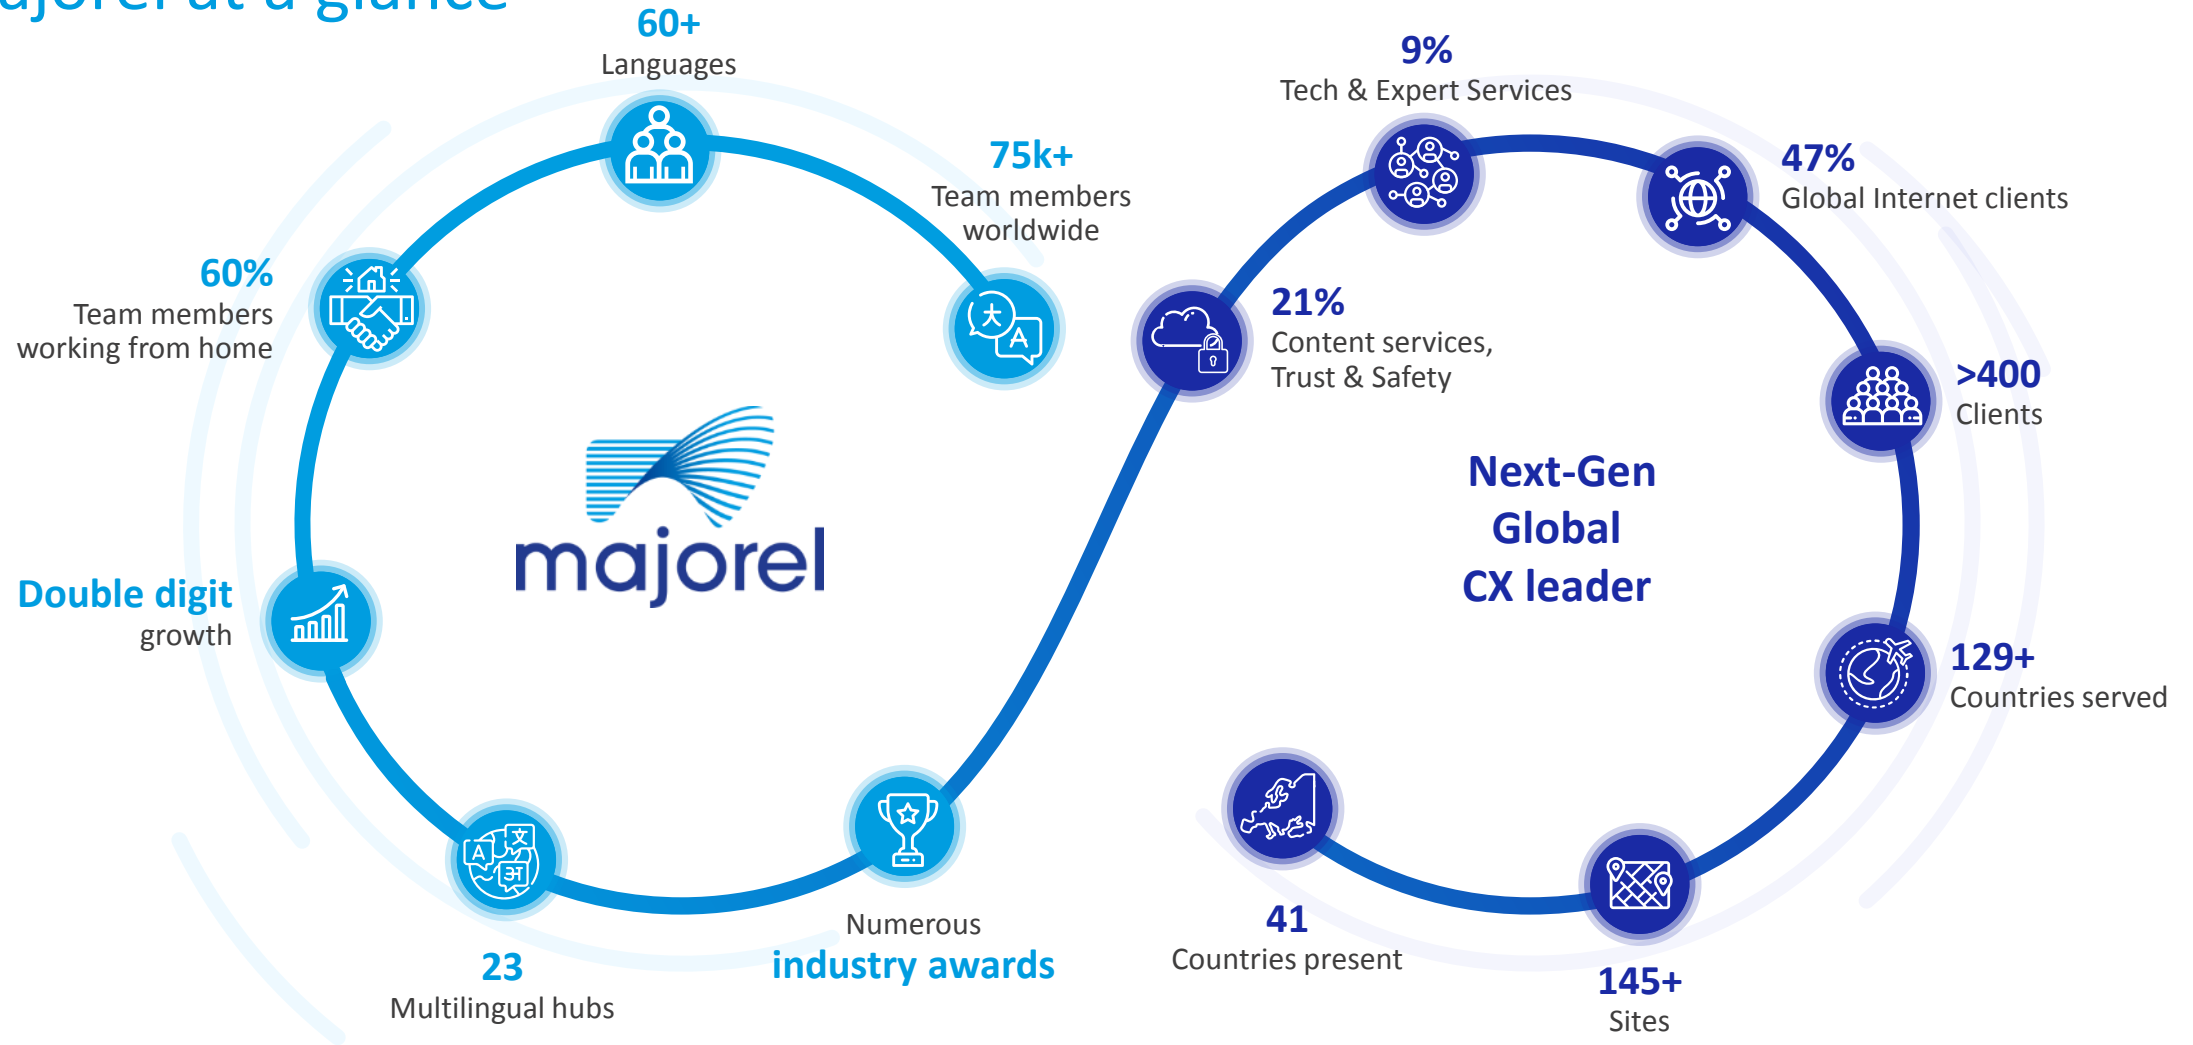 at a glance
60+
Languages
75k+
Team members
worldwide
60%
Team members
working from home
Double digit
growth
23
Multilingual hubs
Numerous
industry awards
majorel
9%
Tech & Expert Services
47%
Global Internet clients
21%
Content services,
Trust & Safety
>400
Clients
Next-Gen
Global
CX leader
129+
Countries served
145+
Sites
41
Countries present